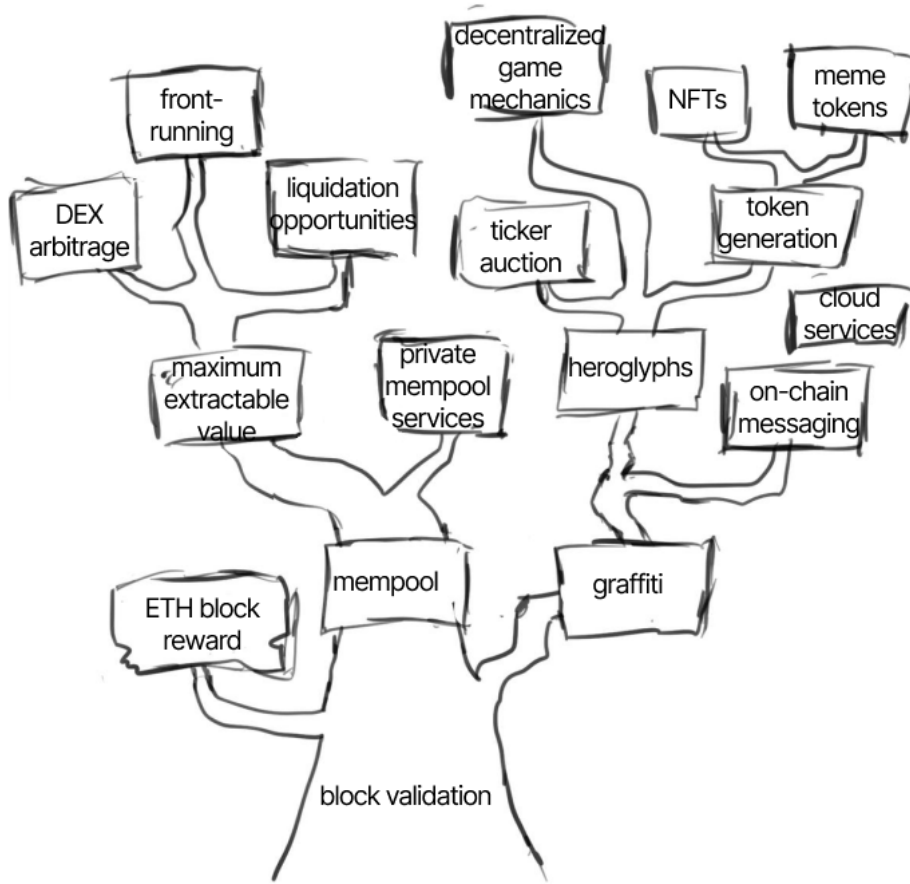 decentralized
game
mechanics
NFTs
meme
tokens
front-
running
DEX
arbitrage
liquidation
opportunities
ticker
auction
token
generation
cloud
services
maximum
extractable
value
private
mempool
services
heroglyphs
on-chain
messaging
mempool
graffiti
ETH block
reward
block validation